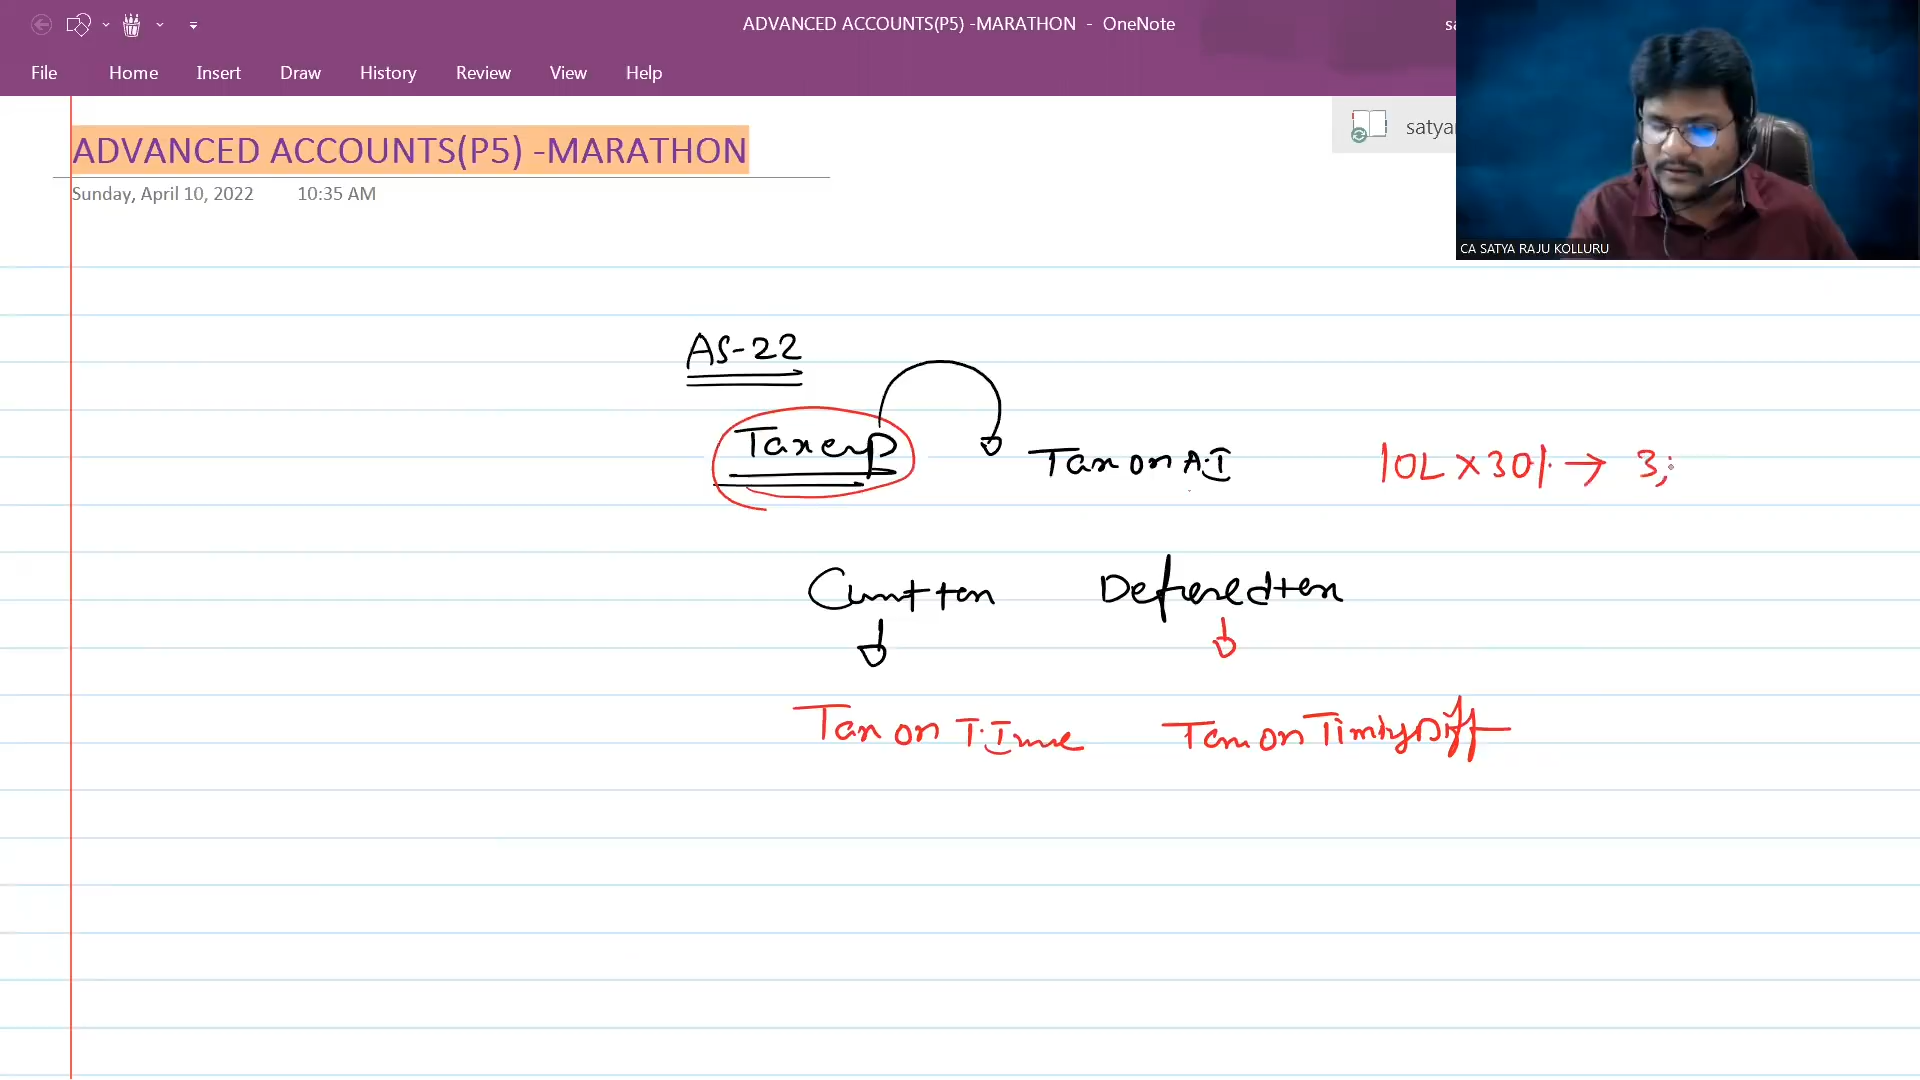 ADVANCED ACCOUNTS(P5) -MARATHON - OneNote
File Home Insert Draw History Review View Help
ADVANCED ACCOUNTS(P5) -MARATHON
Sunday, April 10, 2022 10:35 AM
satya
CA SATYA RAJU KOLLURU
AS-22
Tax exp
Tax on A.I 10L X 30% → 3;
Current tax Deferred tax
Tax on T.Income Tax on Timing Diff